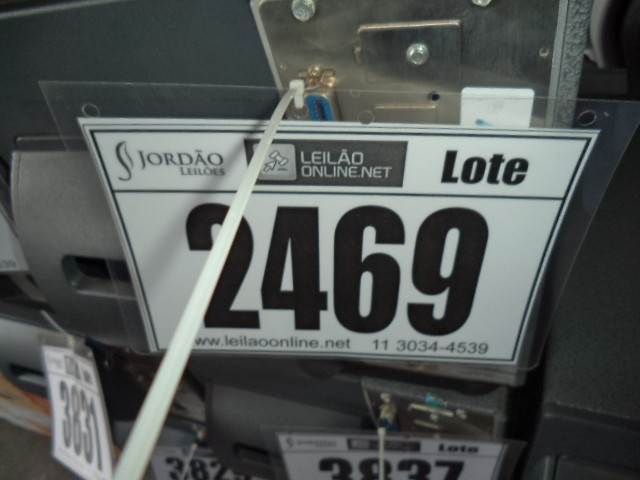 JORDÃO
LEILÕES
LEILÃO
ONLINE.NET
Lote
2469
www.leilaoonline.net 11 3034-4539
3831
Lote
3837